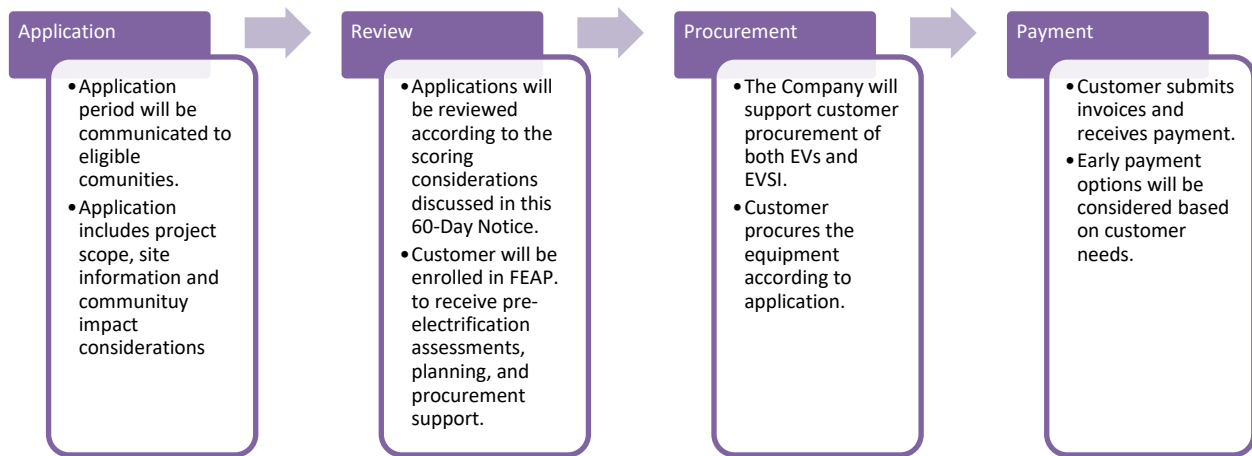 Application
•Application
period will be
communicated to
eligible
comunities.
•Application
includes project
scope, site
information and
communituy
impact
considerations
Review
•Applications will
be reviewed
according to the
scoring
considerations
discussed in this
60-Day Notice.
•Customer will be
enrolled in FEAP.
to receive pre-
electrification
assessments,
planning, and
procurement
support.
Procurement
•The Company will
support customer
procurement of
both EVs and
EVSI.
•Customer
procures the
equipment
according to
application.
Payment
•Customer submits
invoices and
receives payment.
•Early payment
options will be
considered based
on customer
needs.